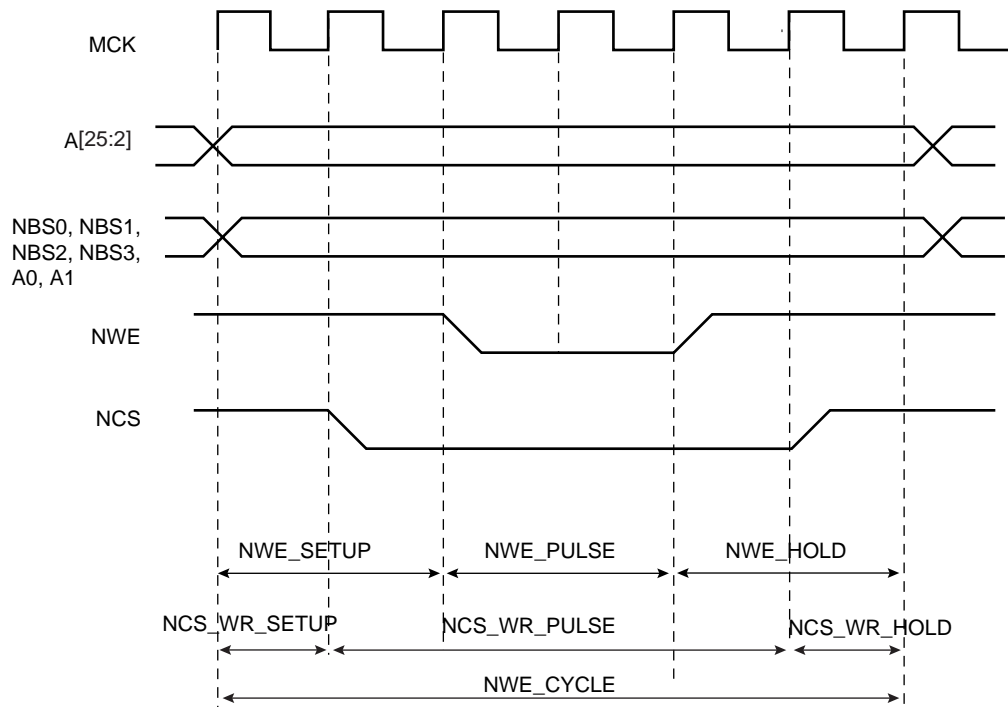 MCK
A[25:2]
NBS0, NBS1,
NBS2, NBS3,
A0, A1
NWE
NCS
NWE_SETUP NWE_PULSE NWE_HOLD
NCS_WR_SETUP NCS_WR_PULSE NCS_WR_HOLD
NWE_CYCLE